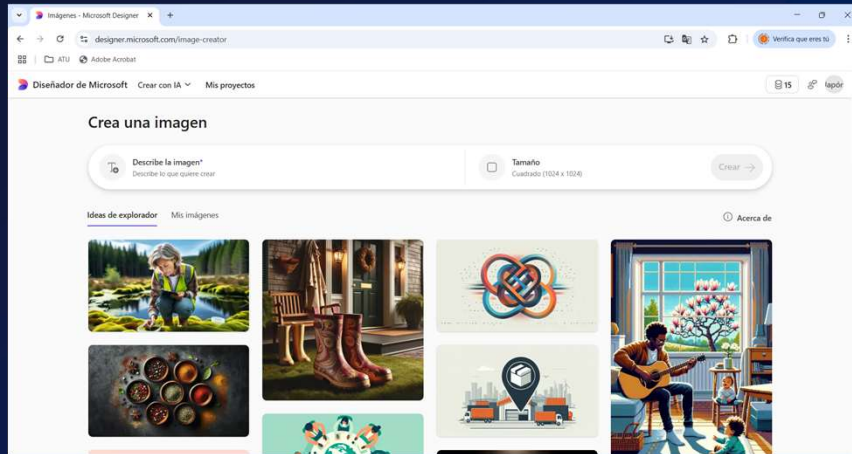 Imágenes - Microsoft Designer
designer.microsoft.com/image-creator
Verifica que eres tú
ATU
Adobe Acrobat
Diseñador de Microsoft
Crear con IA
Mis proyectos
15
lapór
Crea una imagen
Describe la imagen*
Describe lo que quiere crear
Tamaño
Cuadrado (1024 x 1024)
Crear
Ideas de explorador
Mis imágenes
Acerca de